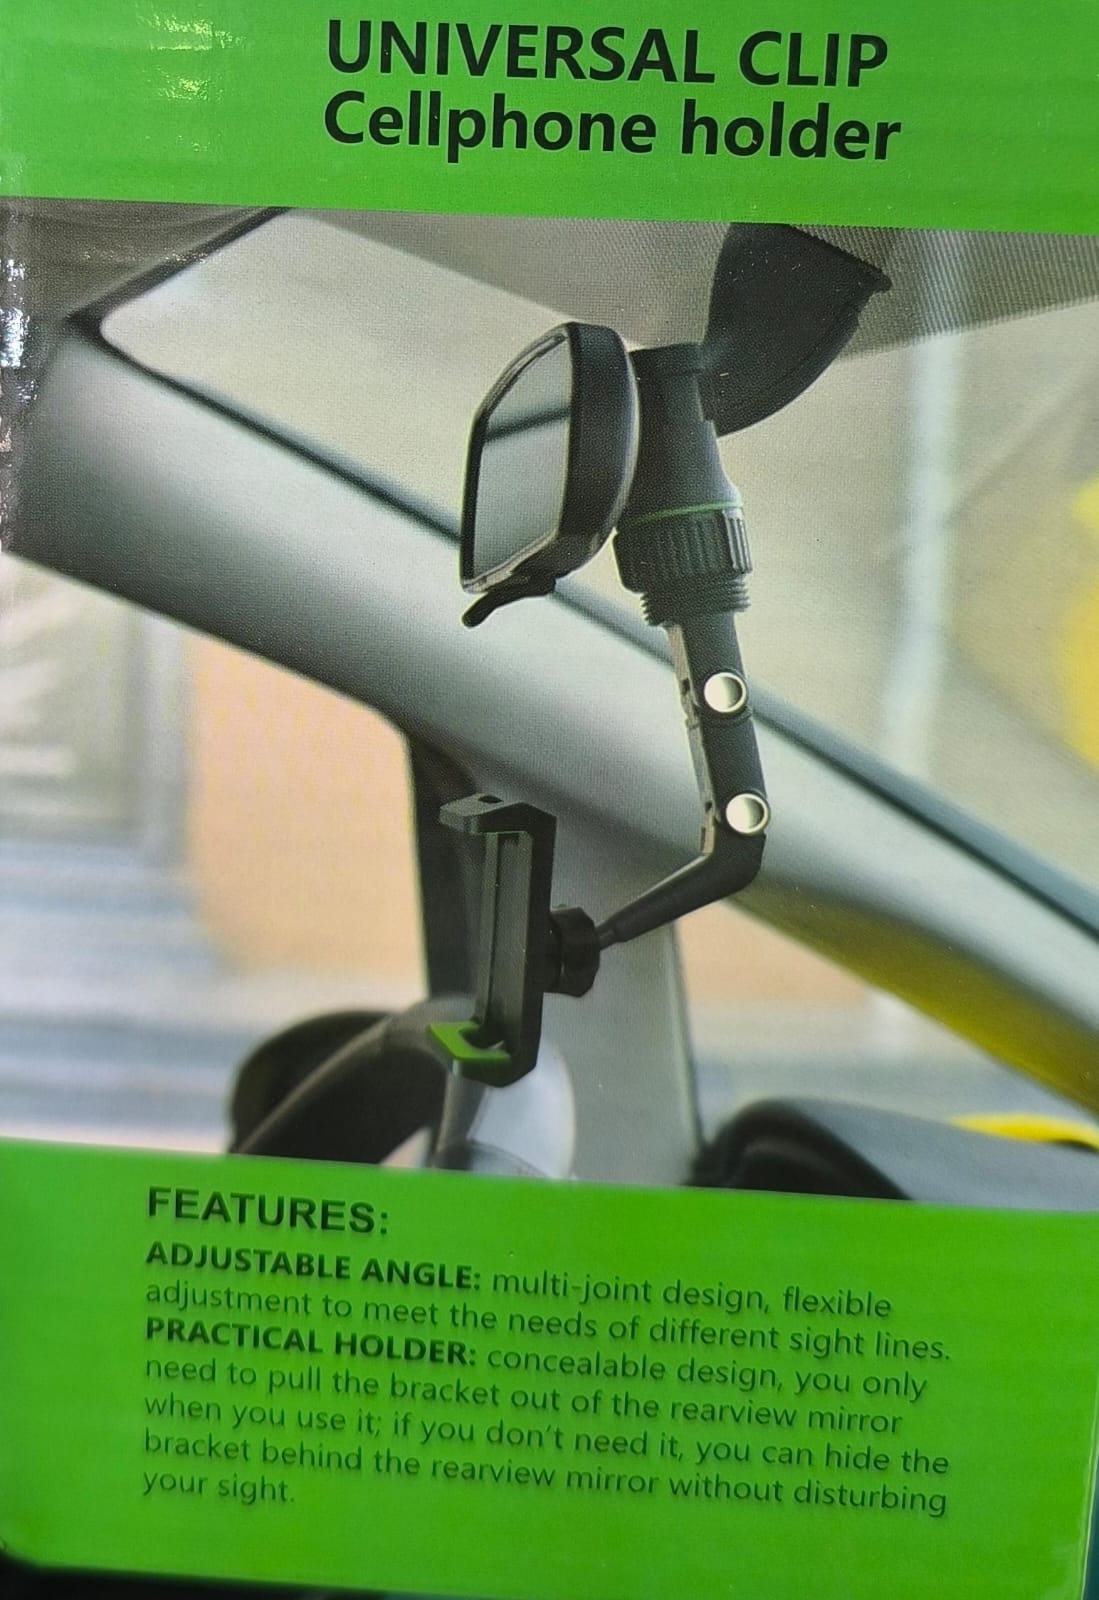 UNIVERSAL CLIP
Cellphone holder
FEATURES:
ADJUSTABLE ANGLE: multi-joint design, flexible
adjustment to meet the needs of different sight lines.
PRACTICAL HOLDER: concealable design, you only
need to pull the bracket out of the rearview mirror
when you use it; if you don't need it, you can hide the
bracket behind the rearview mirror without disturbing
your sight.